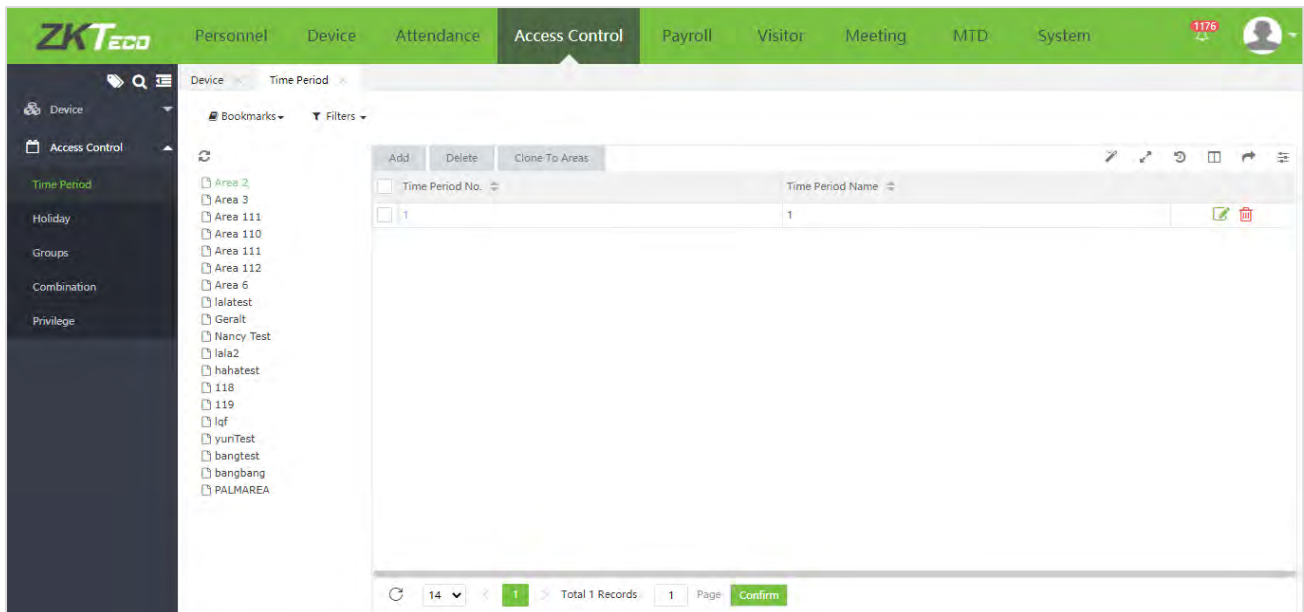 ZKTECO Personnel Device Attendance Access Control Payroll Visitor Meeting MTD System 1176
Device Time Period
Device
Bookmarks Filters
Access Control
Add Delete Clone To Areas
Time Period
Holiday
Groups
Combination
Privilege
Area 2
Area 3
Area 111
Area 110
Area 111
Area 112
Area 6
lalatest
Geralt
Nancy Test
lala2
hahatest
118
119
lqf
yuriTest
bangtest
bangbang
PALMAREA
Time Period No. Time Period Name
1 1
14 1 Total 1 Records 1 Page Confirm